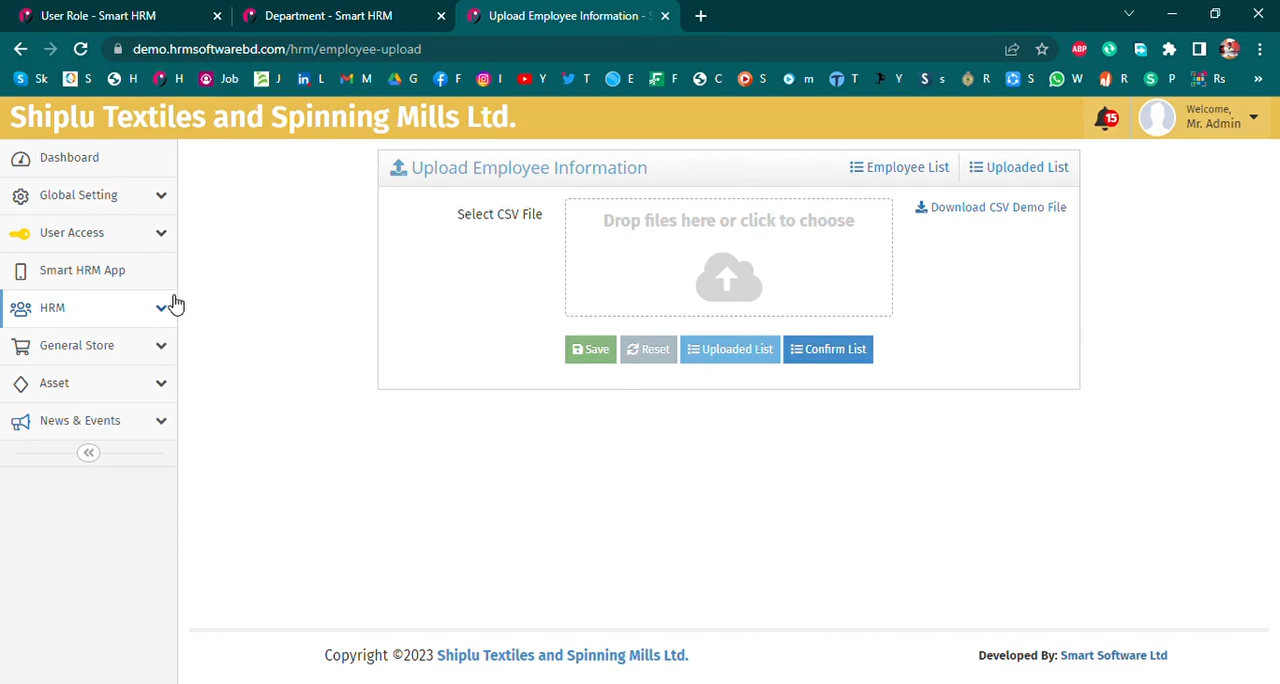 User Role - Smart HRM
Department - Smart HRM
Upload Employee Information - S
demo.hrmsoftwarebd.com/hrm/employee-upload
ABP
Sk S H H Job J L M G F I Y T E F C S m T Y s R S W R P Rs »
Shiplu Textiles and Spinning Mills Ltd.
15
Welcome,
Mr. Admin
Dashboard
Global Setting
User Access
Smart HRM App
HRM
General Store
Asset
News & Events
Upload Employee Information
Employee List
Uploaded List
Select CSV File
Drop files here or click to choose
Download CSV Demo File
Save
Reset
Uploaded List
Confirm List
Copyright ©2023 Shiplu Textiles and Spinning Mills Ltd.
Developed By: Smart Software Ltd